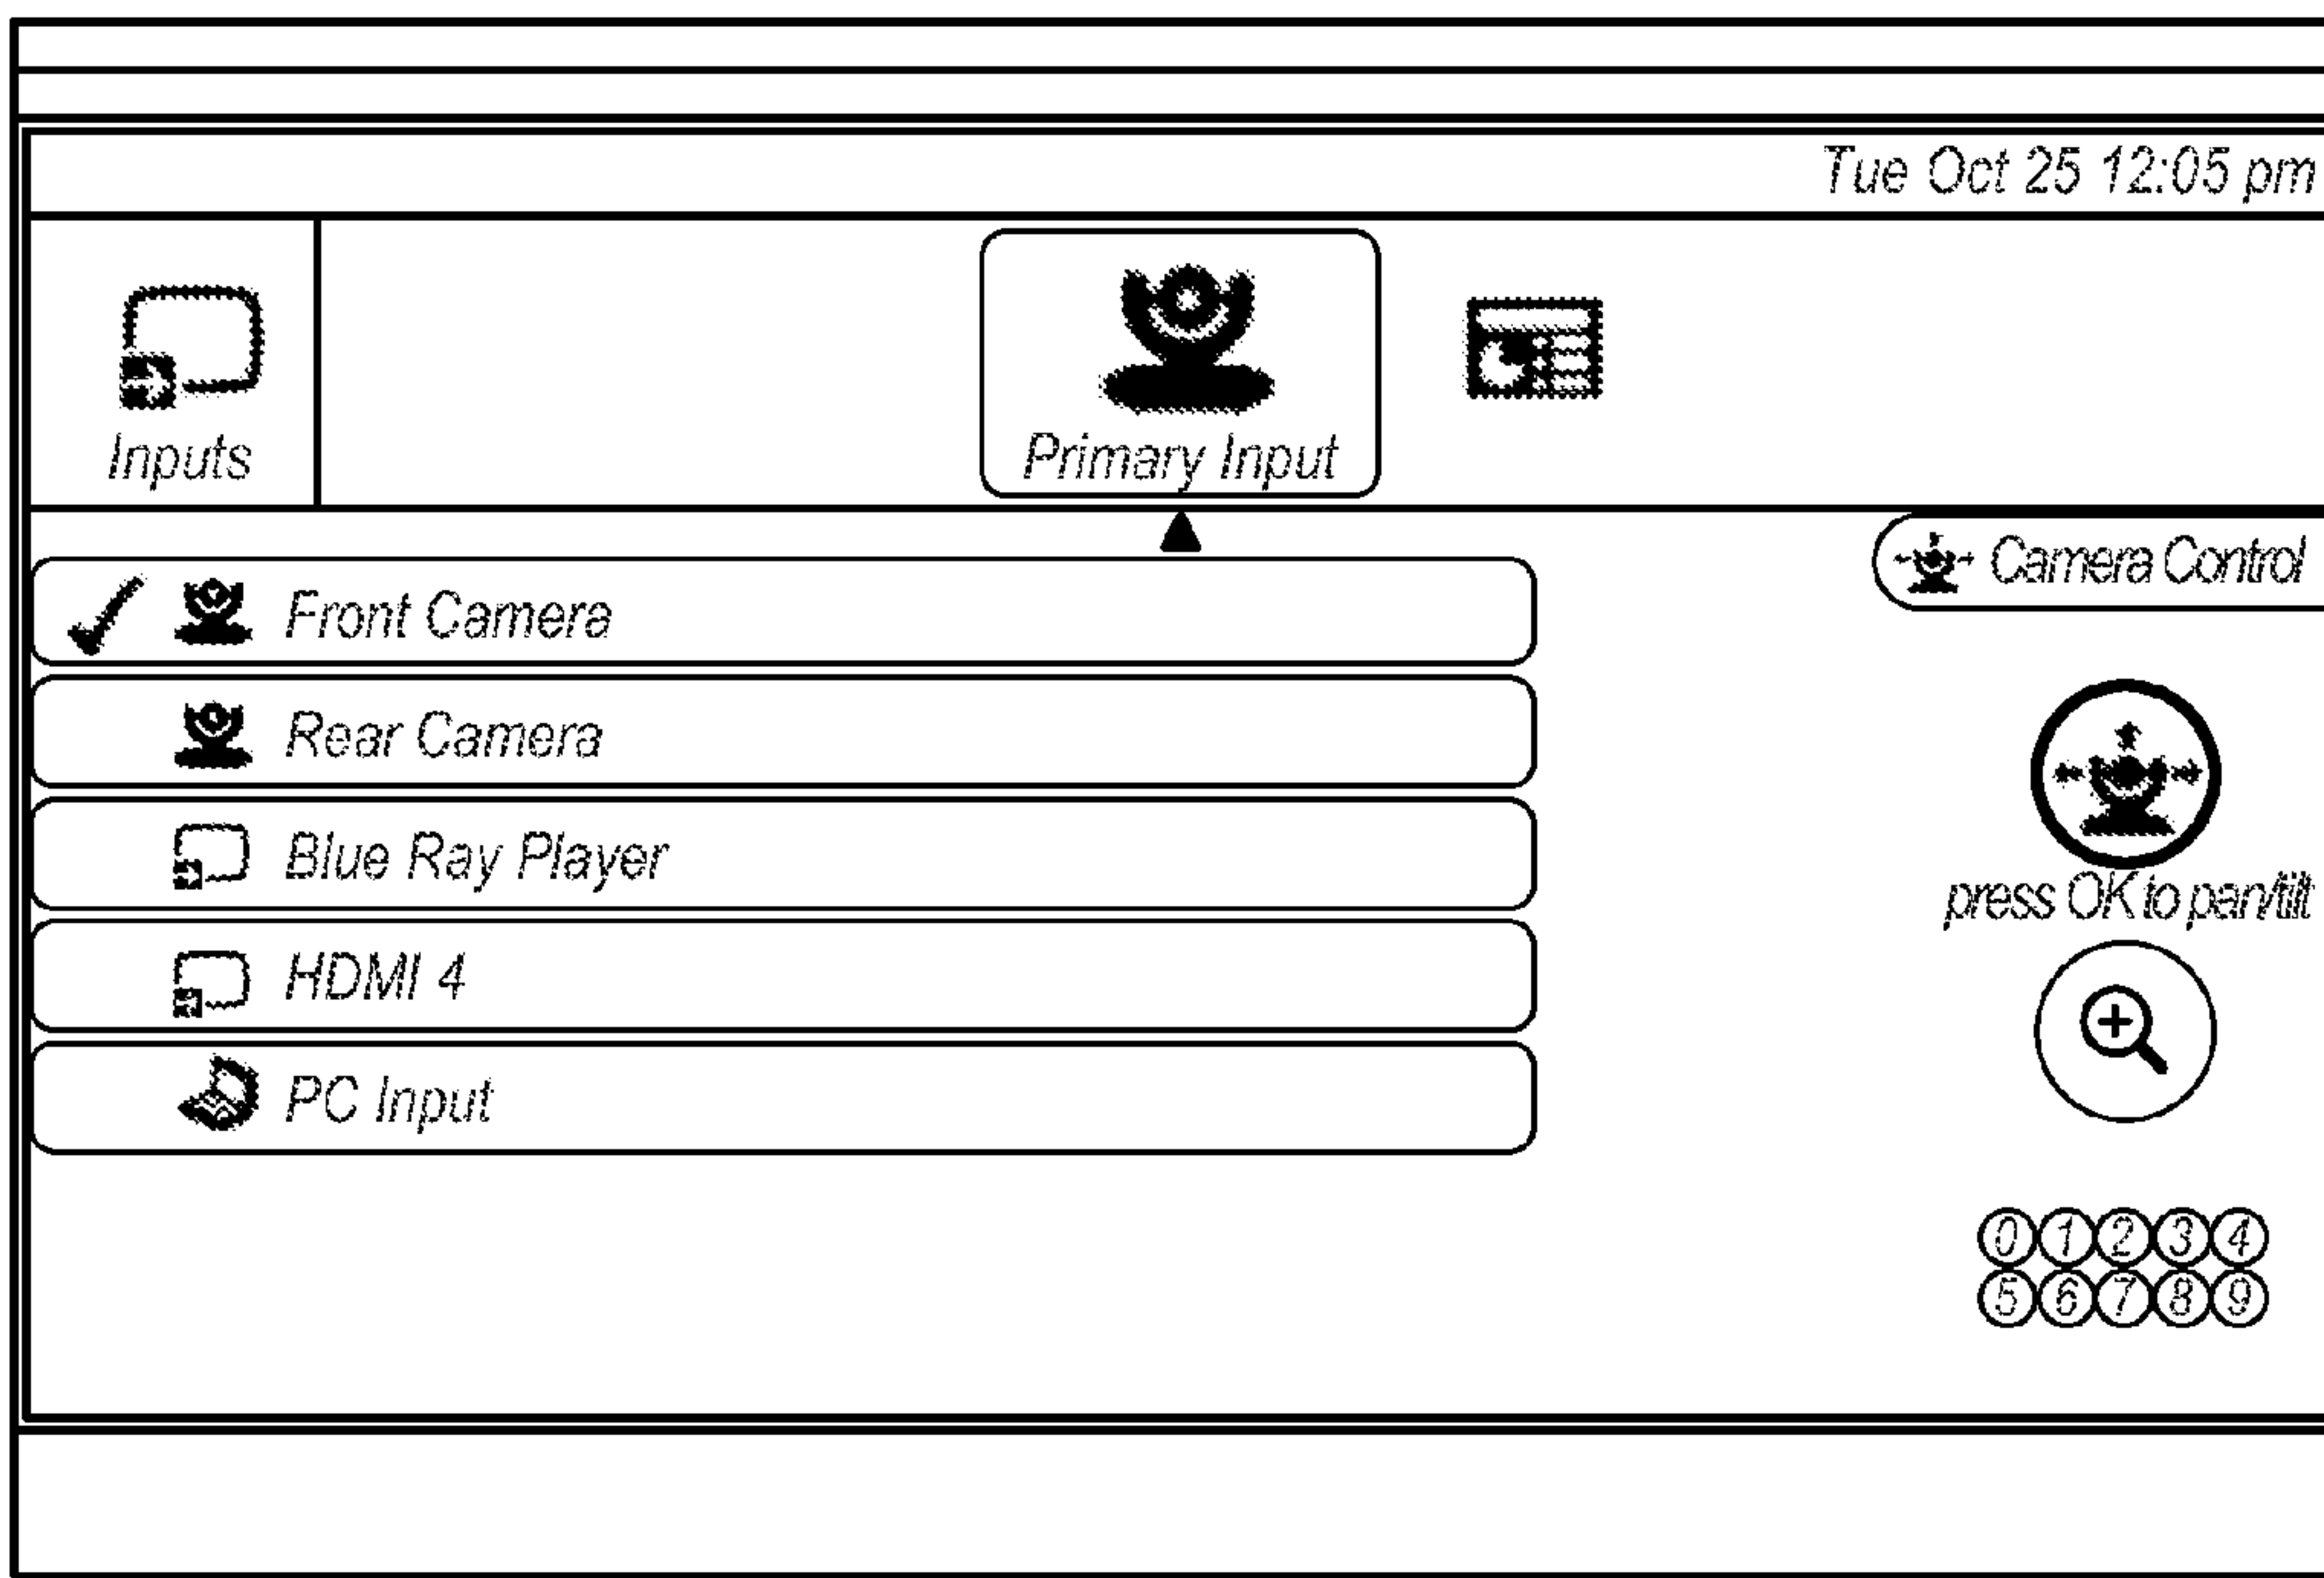 Tue Oct 25 12:05 pm
Inputs
Primary Input
Camera Control
Front Camera
Rear Camera
Blue Ray Player
HDMI 4
PC Input
press OK to pan/tilt
0 1 2 3 4
5 6 7 8 9